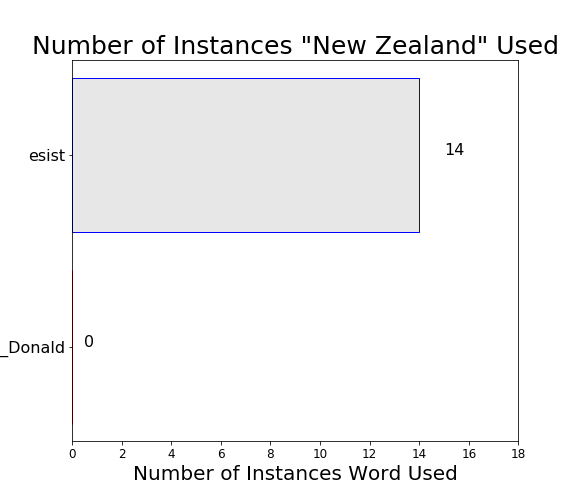 Number of Instances "New Zealand" Used
esist
14
_Donald
0
0 2 4 6 8 10 12 14 16 18
Number of Instances Word Used